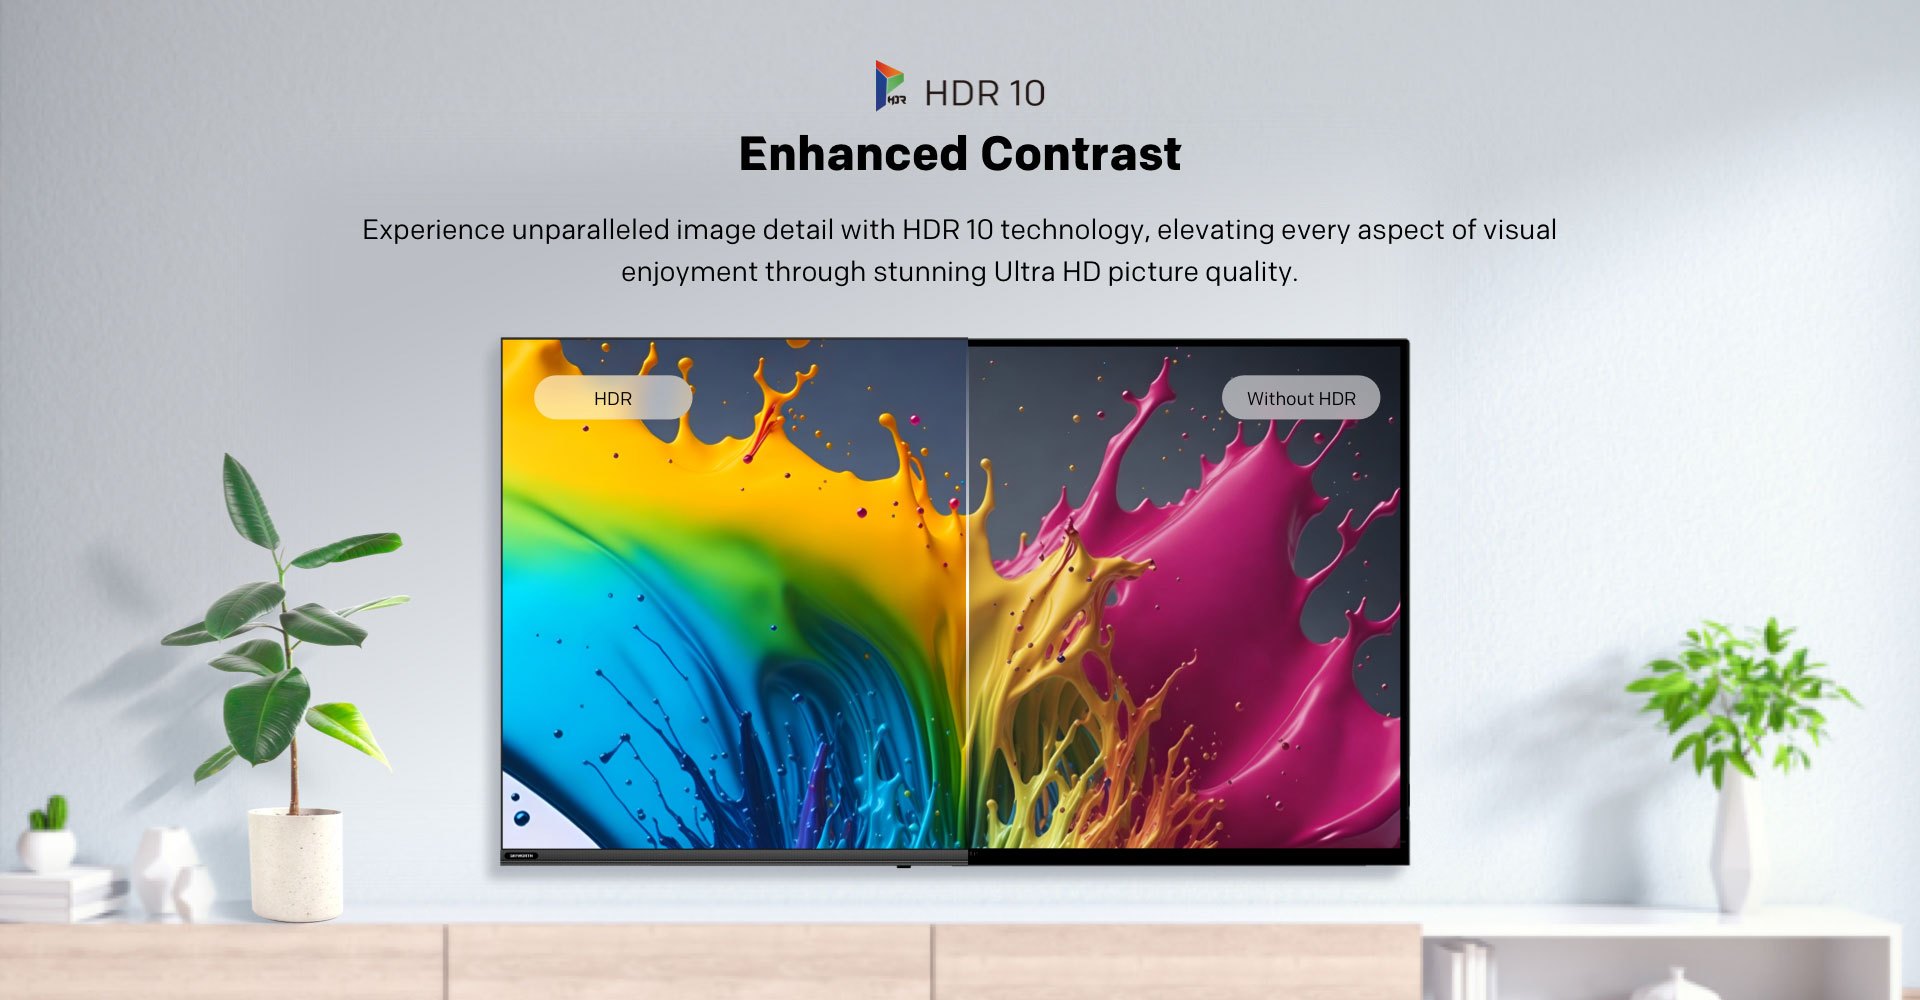 HDR
HDR 10
Enhanced Contrast
Experience unparalleled image detail with HDR 10 technology, elevating every aspect of visual
enjoyment through stunning Ultra HD picture quality.
HDR
Without HDR
SKYWORTH